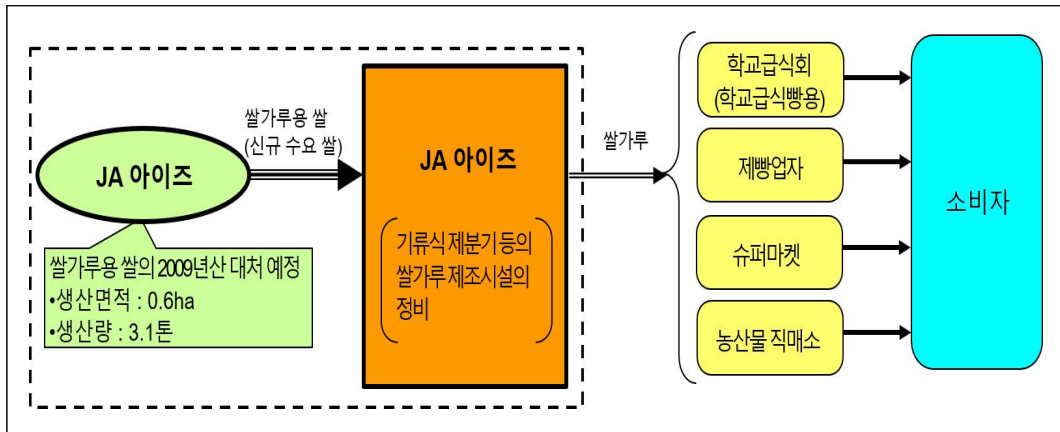 JA 아이즈
쌀가루용 쌀의 2009년산 대처 예정
•생산면적 : 0.6ha
•생산량 : 3.1톤
쌀가루용 쌀
(신규 수요 쌀)
JA 아이즈
기류식 제분기 등의
쌀가루 제조시설의
정비
쌀가루
학교급식회
(학교급식빵용)
제빵업자
슈퍼마켓
농산물 직매소
소비자